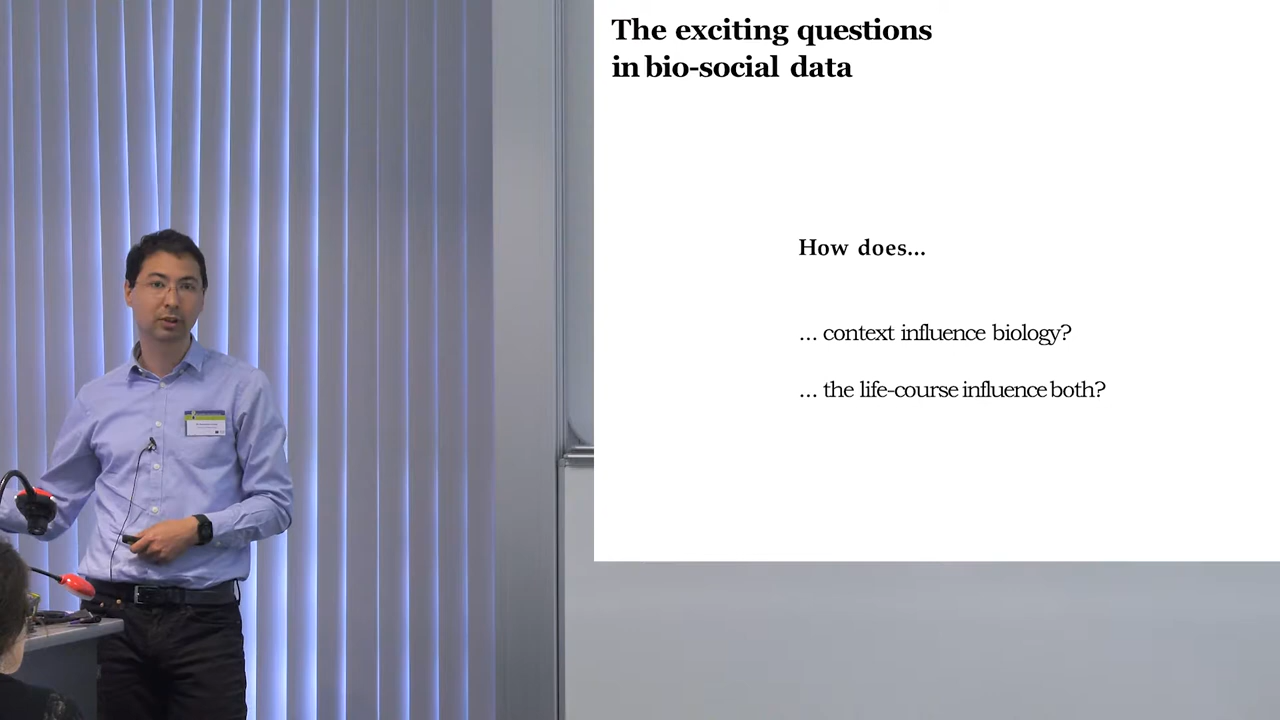 The exciting questions
in bio-social data
How does...
... context influence biology?
... the life-course influence both?